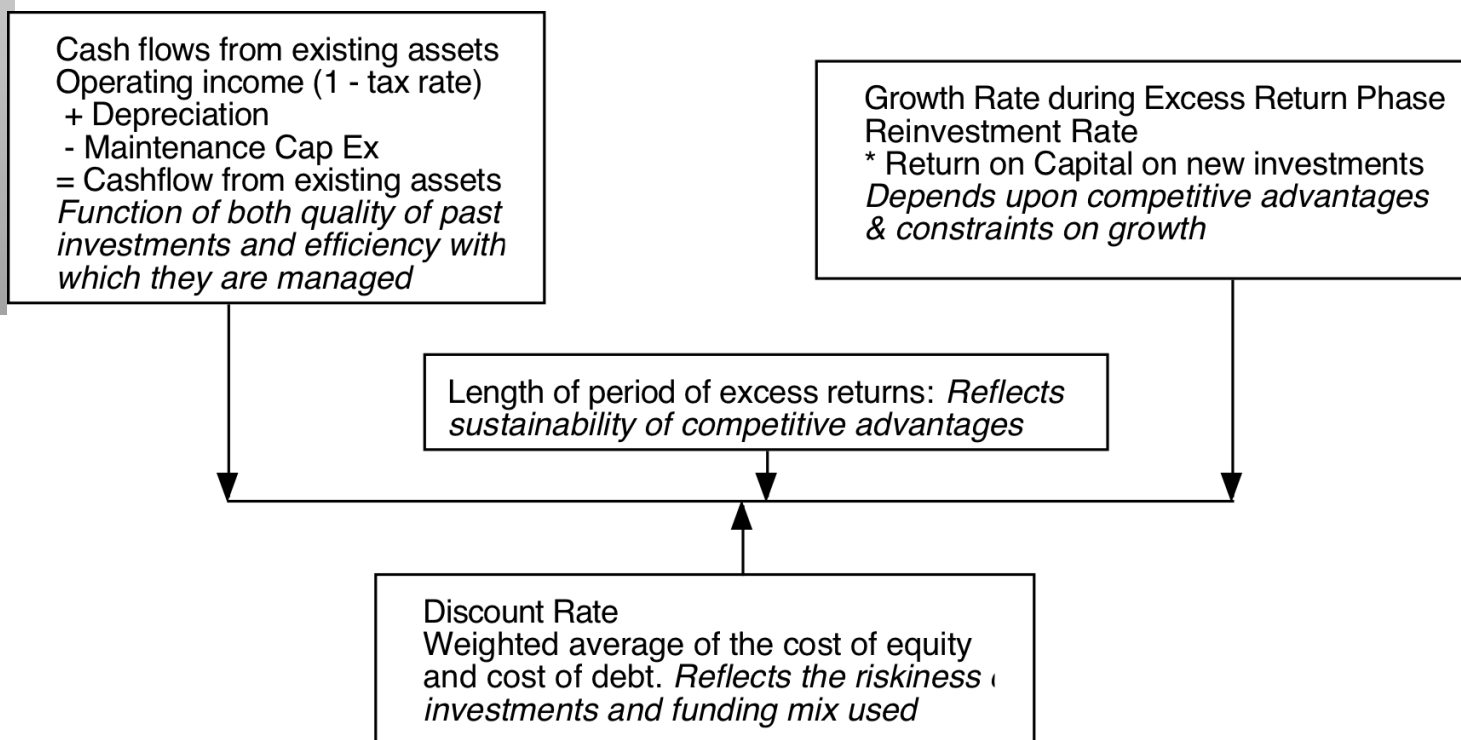 Cash flows from existing assets
Operating income (1 - tax rate)
+ Depreciation
- Maintenance Cap Ex
= Cashflow from existing assets
Function of both quality of past
investments and efficiency with
which they are managed
Growth Rate during Excess Return Phase
Reinvestment Rate
* Return on Capital on new investments
Depends upon competitive advantages
& constraints on growth
Length of period of excess returns: Reflects
sustainability of competitive advantages
Discount Rate
Weighted average of the cost of equity
and cost of debt. Reflects the riskiness
investments and funding mix used